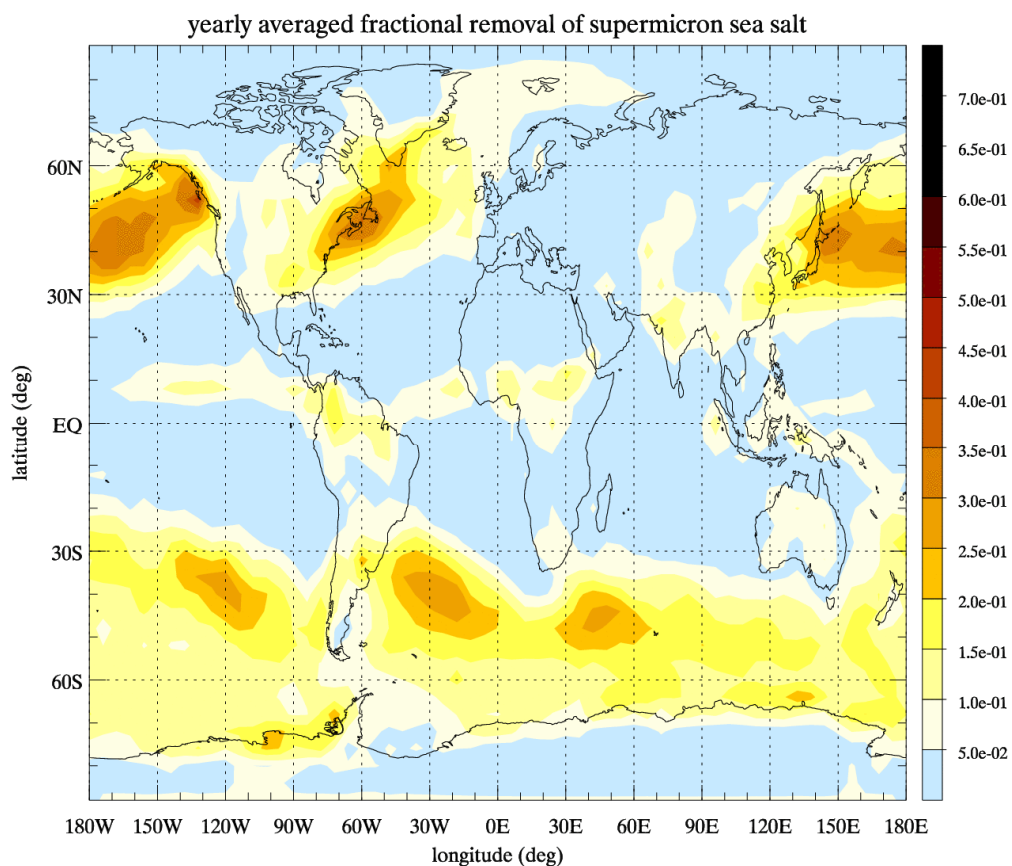 yearly averaged fractional removal of supermicron sea salt
60N
30N
EQ
30S
60S
latitude (deg)
180W 150W 120W 90W 60W 30W 0E 30E 60E 90E 120E 150E 180E
longitude (deg)
7.0e-01
6.5e-01
6.0e-01
5.5e-01
5.0e-01
4.5e-01
4.0e-01
3.5e-01
3.0e-01
2.5e-01
2.0e-01
1.5e-01
1.0e-01
5.0e-02